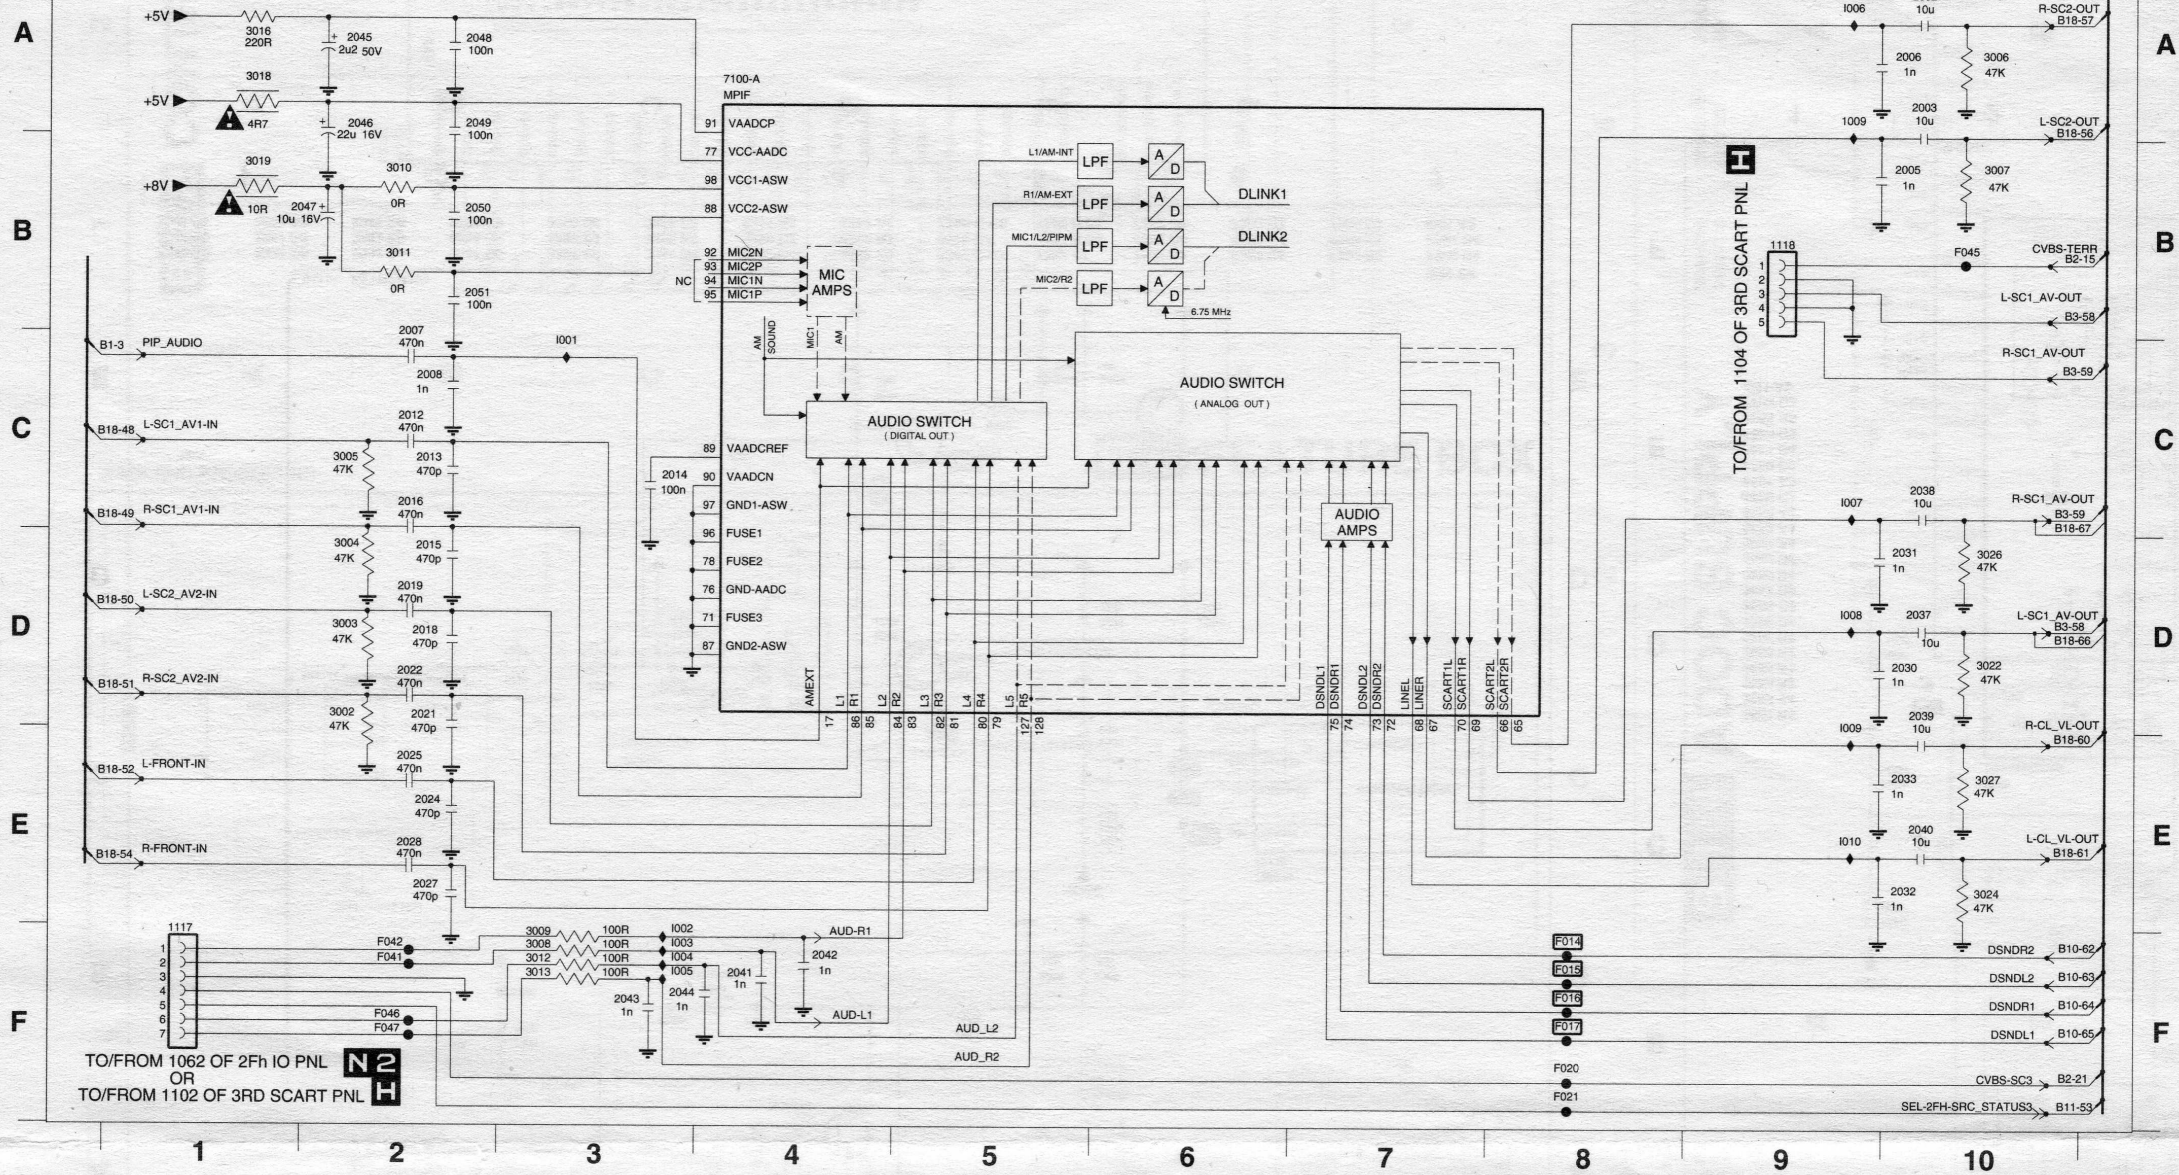 A
+5V
3016
220R
2045
2u2 50V
2048
100n
3018
+5V
4R7
2046
22u 16V
2049
100n
3019
+8V
10R
3010
0R
2047
10u 16V
2050
100n
3011
0R
2051
100n
B
7100-A
MPIF
91 VAADCP
77 VCC-AADC
98 VCC1-ASW
88 VCC2-ASW
NC
92 MIC2N
93 MIC2P
94 MIC1N
95 MIC1P
MIC
AMPS
AM
SOUND
MIC1
AM
L1/AM-INT
LPF
A
D
R1/AM-EXT
LPF
A
D
DLINK1
MIC1/L2/PIPM
LPF
A
D
DLINK2
MIC2/R2
LPF
A
D
6.75 MHz
AUDIO SWITCH
( ANALOG OUT )
AUDIO SWITCH
( DIGITAL OUT )
89 VAADCREF
2014
100n
90 VAADCN
97 GND1-ASW
96 FUSE1
78 FUSE2
76 GND-AADC
71 FUSE3
87 GND2-ASW
AUDIO
AMPS
AMEXT
L1
R1
L2
R2
L3
R3
L4
R4
L5
R5
17
86
85
84
83
82
81
80
79
127
128
DSNDL1
DSNDR1
DSNDL2
DSNDR2
LINEL
LINER
SCART1L
SCART1R
SCART2L
SCART2R
75
74
73
72
68
67
70
69
66
65
B1-3 PIP_AUDIO
2007
470n
2008
1n
I001
C
B18-48 L-SC1_AV1-IN
2012
470n
3005
47K
2013
470p
B18-49 R-SC1_AV1-IN
2016
470n
3004
47K
2015
470p
D
B18-50 L-SC2_AV2-IN
2019
470n
3003
47K
2018
470p
B18-51 R-SC2_AV2-IN
2022
470n
3002
47K
2021
470p
B18-52 L-FRONT-IN
2025
470n
2024
470p
E
B18-54 R-FRONT-IN
2028
470n
2027
470p
F
1117
1
2
3
4
5
6
7
F042
F041
F046
F047
3009 100R I002
3008 100R I003
3012 100R I004
3013 100R I005
AUD-R1
2042
1n
2041
1n
2044
1n
2043
1n
AUD-L1
AUD_L2
AUD_R2
TO/FROM 1062 OF 2Fh IO PNL N 2
OR
TO/FROM 1102 OF 3RD SCART PNL H
I006
10u
R-SC2-OUT
B18-57
2006
1n
3006
47K
A
I009
2003
10u
L-SC2-OUT
B18-56
2005
1n
3007
47K
I
TO/FROM 1104 OF 3RD SCART PNL
1118
1
2
3
4
5
F045
CVBS-TERR
B2-15
B
L-SC1_AV-OUT
B3-58
R-SC1_AV-OUT
B3-59
C
I007
2038
10u
R-SC1_AV-OUT
B3-59
B18-67
2031
1n
3026
47K
I008
2037
10u
L-SC1_AV-OUT
B3-58
B18-66
D
2030
1n
3022
47K
I009
2039
10u
R-CL_VL-OUT
B18-60
2033
1n
3027
47K
I010
2040
10u
L-CL_VL-OUT
B18-61
E
2032
1n
3024
47K
F014
DSNDR2 B10-62
F015
DSNDL2 B10-63
F016
DSNDR1 B10-64
F017
DSNDL1 B10-65
F
F020
CVBS-SC3 B2-21
F021
SEL-2FH-SRC_STATUS3 B11-53
1 2 3 4 5 6 7 8 9 10